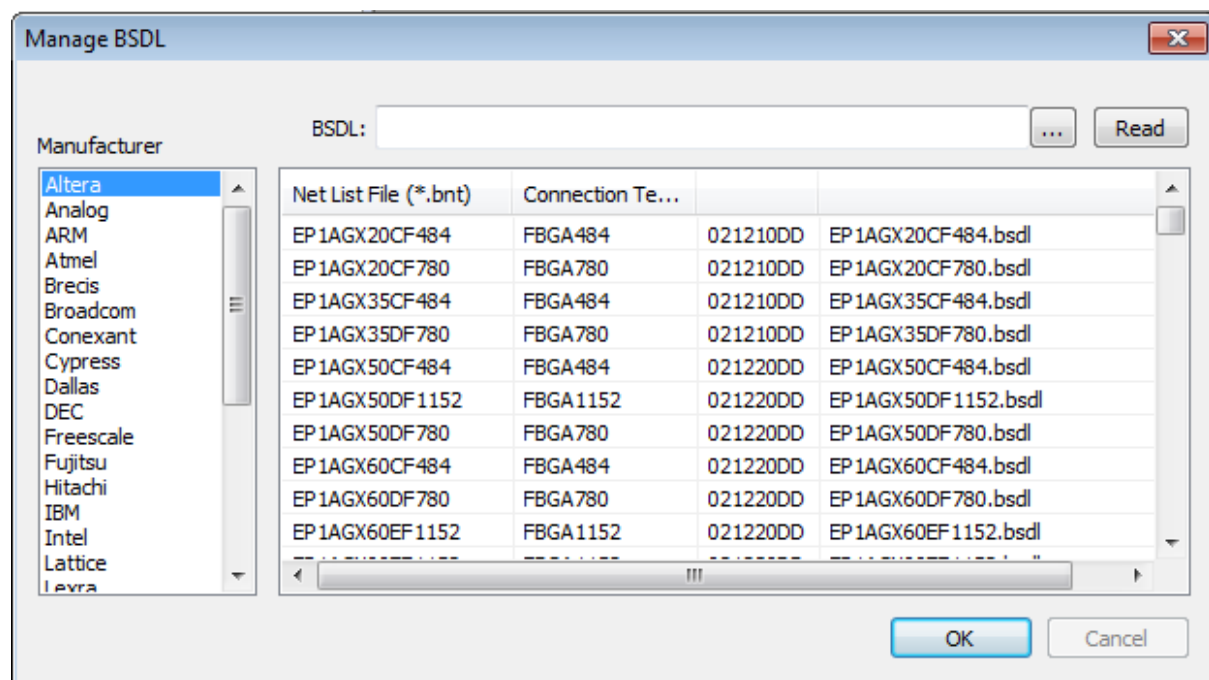 Manage BSDL
BSDL:
...
Read
Manufacturer
Altera
Analog
ARM
Atmel
Brecis
Broadcom
Conexant
Cypress
Dallas
DEC
Freescale
Fujitsu
Hitachi
IBM
Intel
Lattice
Lexra
Net List File (*.bnt) Connection Te...
EP1AGX20CF484 FBGA484 021210DD EP1AGX20CF484.bsdl
EP1AGX20CF780 FBGA780 021210DD EP1AGX20CF780.bsdl
EP1AGX35CF484 FBGA484 021210DD EP1AGX35CF484.bsdl
EP1AGX35DF780 FBGA780 021210DD EP1AGX35DF780.bsdl
EP1AGX50CF484 FBGA484 021220DD EP1AGX50CF484.bsdl
EP1AGX50DF1152 FBGA1152 021220DD EP1AGX50DF1152.bsdl
EP1AGX50DF780 FBGA780 021220DD EP1AGX50DF780.bsdl
EP1AGX60CF484 FBGA484 021220DD EP1AGX60CF484.bsdl
EP1AGX60DF780 FBGA780 021220DD EP1AGX60DF780.bsdl
EP1AGX60EF1152 FBGA1152 021220DD EP1AGX60EF1152.bsdl
OK
Cancel